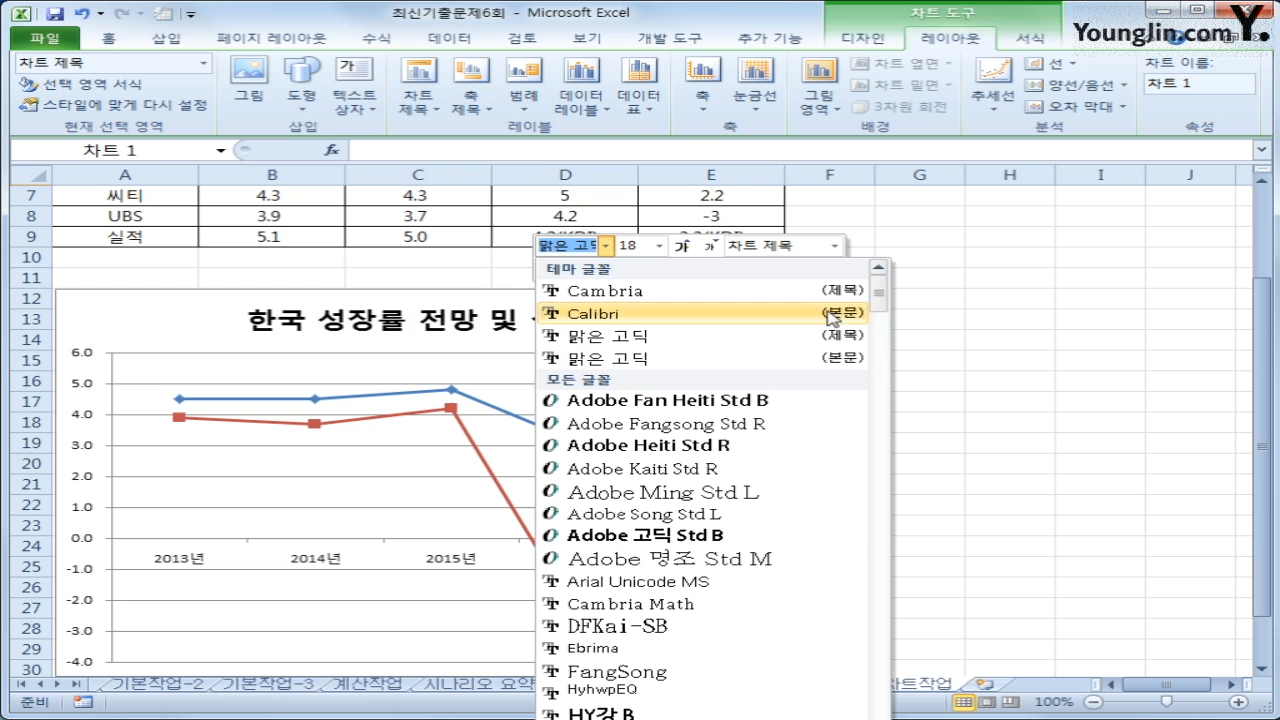 최신기출문제6회 - Microsoft Excel
차트 도구
Younglin.com Y.
파일 홈 삽입 페이지 레이아웃 수식 데이터 검토 보기 개발 도구 추가 기능 디자인 레이아웃 서식
차트 제목
선택 영역 서식
스타일에 맞게 다시 설정
현재 선택 영역
그림 도형 텍스트 상자
삽입
차트 제목 축 제목 범례 데이터 레이블 데이터 표
레이블
축 눈금선
축
그림 영역 차트 옆면 차트 밑면 3차원 회전
배경
추세선 선 양선/음선 오차 막대
분석
차트 이름:
차트 1
속성
차트 1 fx
A B C D E F G H I J
7 씨티 4.3 4.3 5 2.2
8 UBS 3.9 3.7 4.2 -3
9 실적 5.1 5.0
10
11
12
13
14
15
16
17
18
19
20
21
22
23
24
25
26
27
28
29
30
한국 성장률 전망 및
6.0
5.0
4.0
3.0
2.0
1.0
0.0
-1.0
-2.0
-3.0
-4.0
2013년 2014년 2015년
맑은 고딕 18 가 가 차트 제목
테마 글꼴
Cambria (제목)
Calibri (본문)
맑은 고딕 (제목)
맑은 고딕 (본문)
모든 글꼴
Adobe Fan Heiti Std B
Adobe Fangsong Std R
Adobe Heiti Std R
Adobe Kaiti Std R
Adobe Ming Std L
Adobe Song Std L
Adobe 고딕 Std B
Adobe 명조 Std M
Arial Unicode MS
Cambria Math
DFKai-SB
Ebrima
FangSong
HyhwpEQ
HY강 B
기본작업-2 기본작업-3 계산작업 시나리오 요약 차트작업
준비 100%